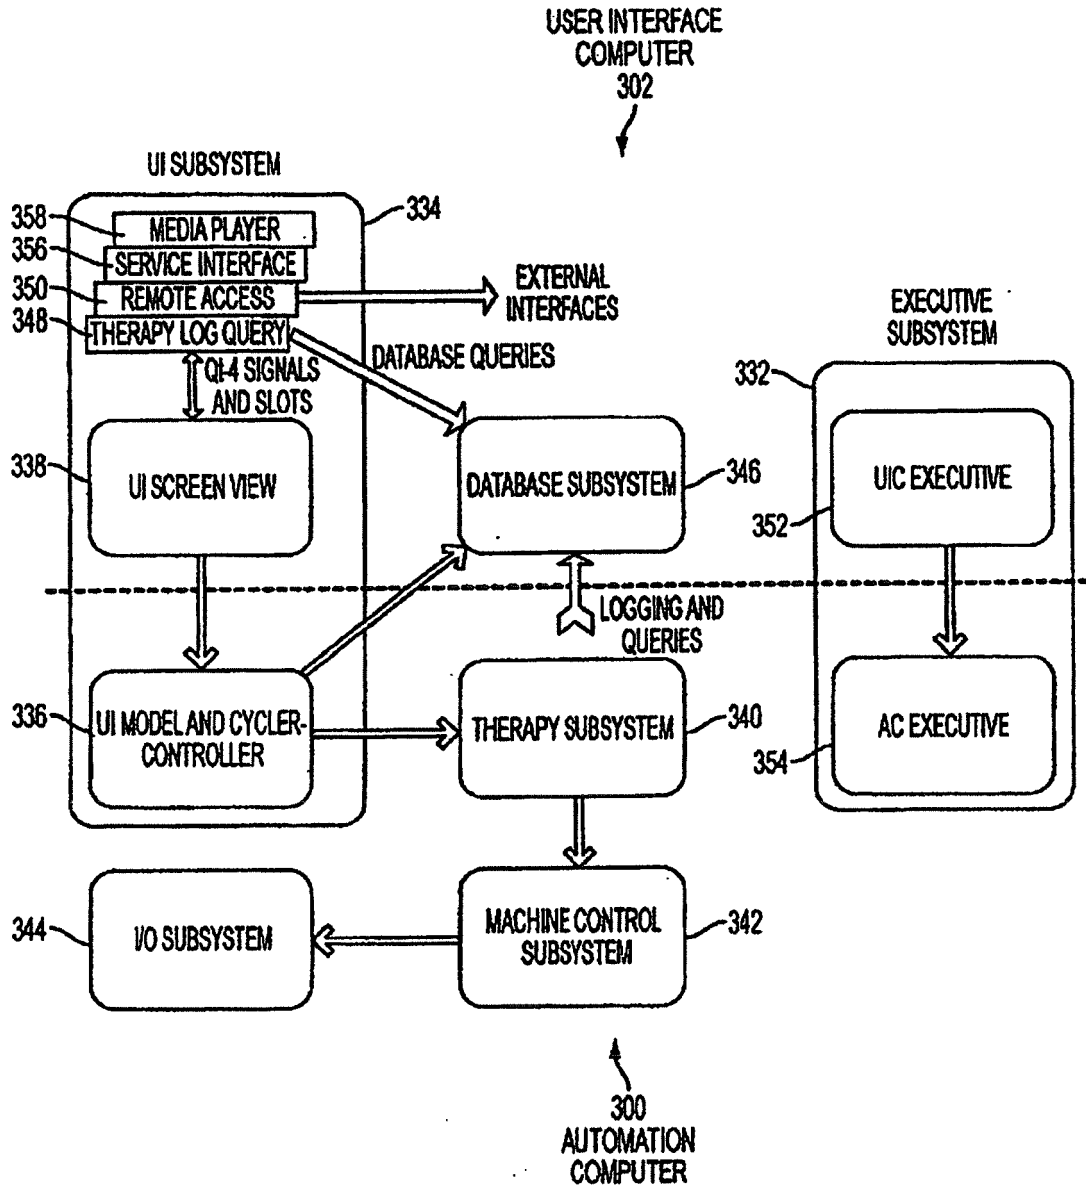 USER INTERFACE
COMPUTER
302
UI SUBSYSTEM
334
358
MEDIA PLAYER
356
SERVICE INTERFACE
350
REMOTE ACCESS
348
THERAPY LOG QUERY
EXTERNAL
INTERFACES
EXECUTIVE
SUBSYSTEM
DATABASE QUERIES
Qt-4 SIGNALS
AND SLOTS
332
338
UI SCREEN VIEW
DATABASE SUBSYSTEM
346
UIC EXECUTIVE
352
LOGGING AND
QUERIES
336
UI MODEL AND CYCLER-
CONTROLLER
THERAPY SUBSYSTEM
340
AC EXECUTIVE
354
344
I/O SUBSYSTEM
MACHINE CONTROL
SUBSYSTEM
342
300
AUTOMATION
COMPUTER